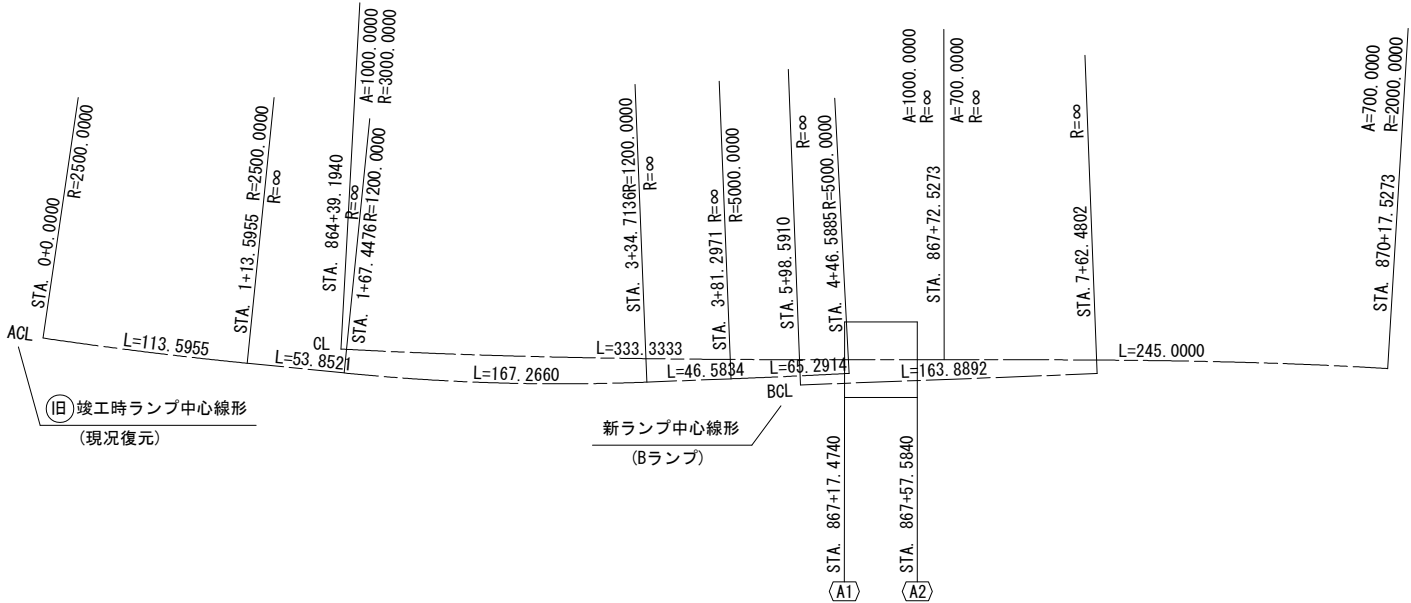 STA. 0+0.0000
R=2500.0000
STA. 1+13.5955 R=2500.0000
R=∞
STA. 864+39.1940
A=1000.0000
R=∞
R=3000.0000
STA. 1+67.4476 R=1200.0000
STA. 3+34.7136 R=1200.0000
R=∞
STA. 3+81.2971 R=∞
R=5000.0000
STA. 5+98.5910
R=∞
STA. 4+46.5885 R=5000.0000
A=1000.0000
R=∞
STA. 867+72.5273
A=700.0000
R=∞
STA. 7+62.4802
R=∞
A=700.0000
R=2000.0000
STA. 870+17.5273
ACL
L=113.5955
L=53.8521
CL
L=333.3333
L=167.2660
L=46.5834
L=65.2914
BCL
L=163.8892
L=245.0000
旧 竣工時ランプ中心線形
(現況復元)
新ランプ中心線形
(Bランプ)
STA. 867+17.4740
A1
STA. 867+57.5840
A2